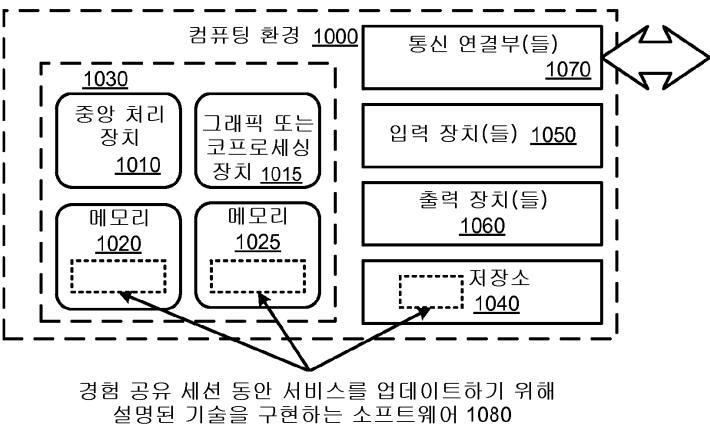 컴퓨팅 환경 1000
통신 연결부(들)
1070
1030
중앙 처리
장치
1010
그래픽 또는
코프로세싱
장치 1015
입력 장치(들) 1050
출력 장치(들)
1060
메모리
1020
메모리
1025
저장소
1040
경험 공유 세션 동안 서비스를 업데이트하기 위해
설명된 기술을 구현하는 소프트웨어 1080